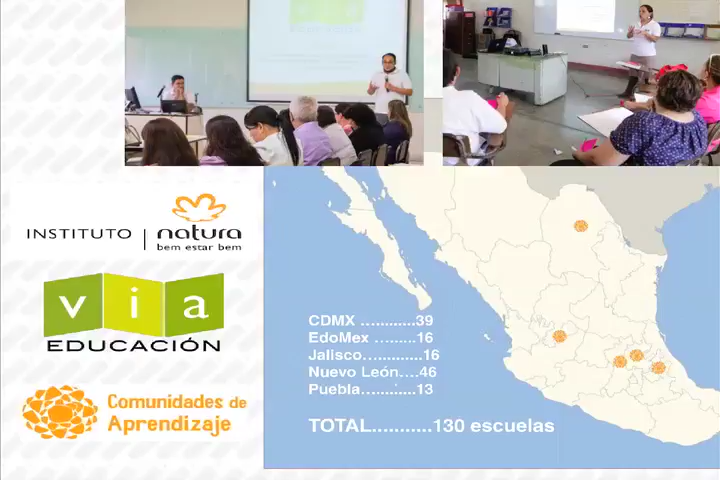 via
INSTITUTO | natura
bem estar bem
via
EDUCACIÓN
Comunidades de
Aprendizaje
CDMX ............39
EdoMex .........16
Jalisco.............16
Nuevo León....46
Puebla............13
TOTAL...........130 escuelas